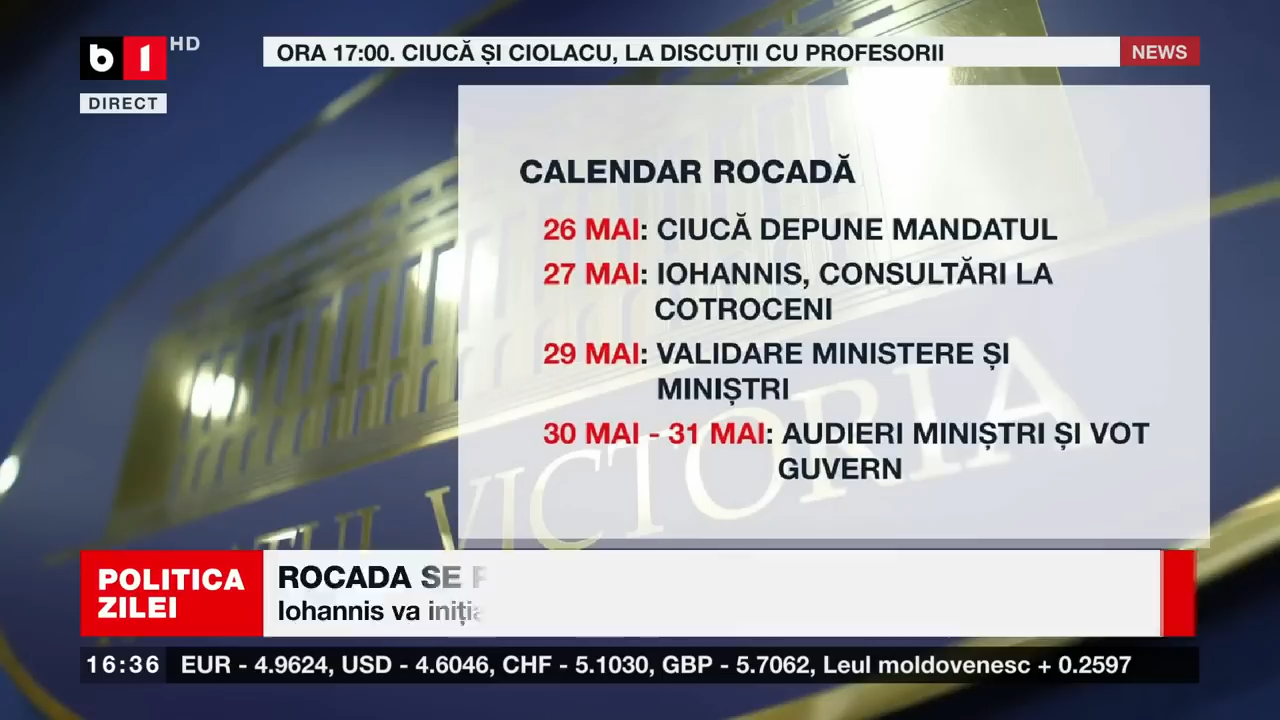 b1 HD
DIRECT
ORA 17:00. CIUCĂ ȘI CIOLACU, LA DISCUȚII CU PROFESORII
NEWS
CALENDAR ROCADĂ
26 MAI: CIUCĂ DEPUNE MANDATUL
27 MAI: IOHANNIS, CONSULTĂRI LA
COTROCENI
29 MAI: VALIDARE MINISTERE ȘI
MINIȘTRI
30 MAI - 31 MAI: AUDIERI MINIȘTRI ȘI VOT
GUVERN
VICTORIA
POLITICA
ZILEI
ROCADA SE
Iohannis va iniția
16:36 EUR - 4.9624, USD - 4.6046, CHF - 5.1030, GBP - 5.7062, Leul moldovenesc + 0.2597